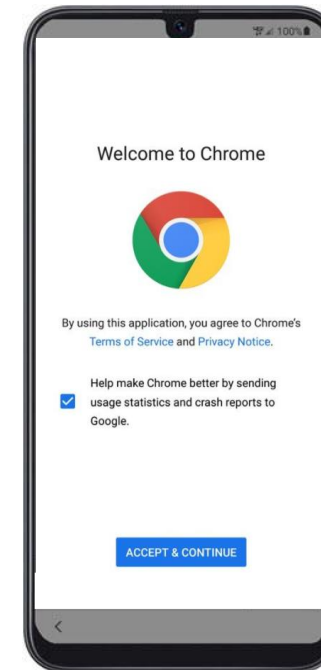 100%
Welcome to Chrome
By using this application, you agree to Chrome's
Terms of Service and Privacy Notice.
Help make Chrome better by sending
usage statistics and crash reports to
Google.
ACCEPT & CONTINUE